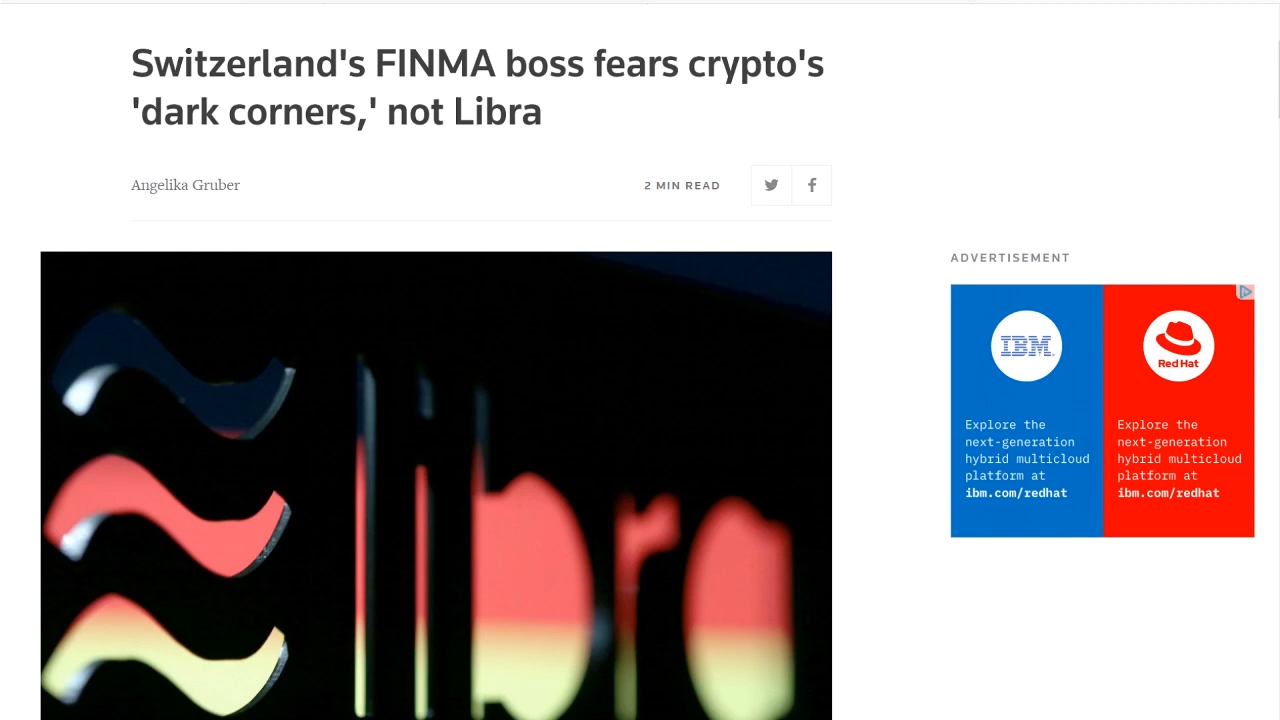 Switzerland's FINMA boss fears crypto's
'dark corners,' not Libra
Angelika Gruber
2 MIN READ
libra
ADVERTISEMENT
IBM
Explore the
next-generation
hybrid multicloud
platform at
ibm.com/redhat
Red Hat
Explore the
next-generation
hybrid multicloud
platform at
ibm.com/redhat